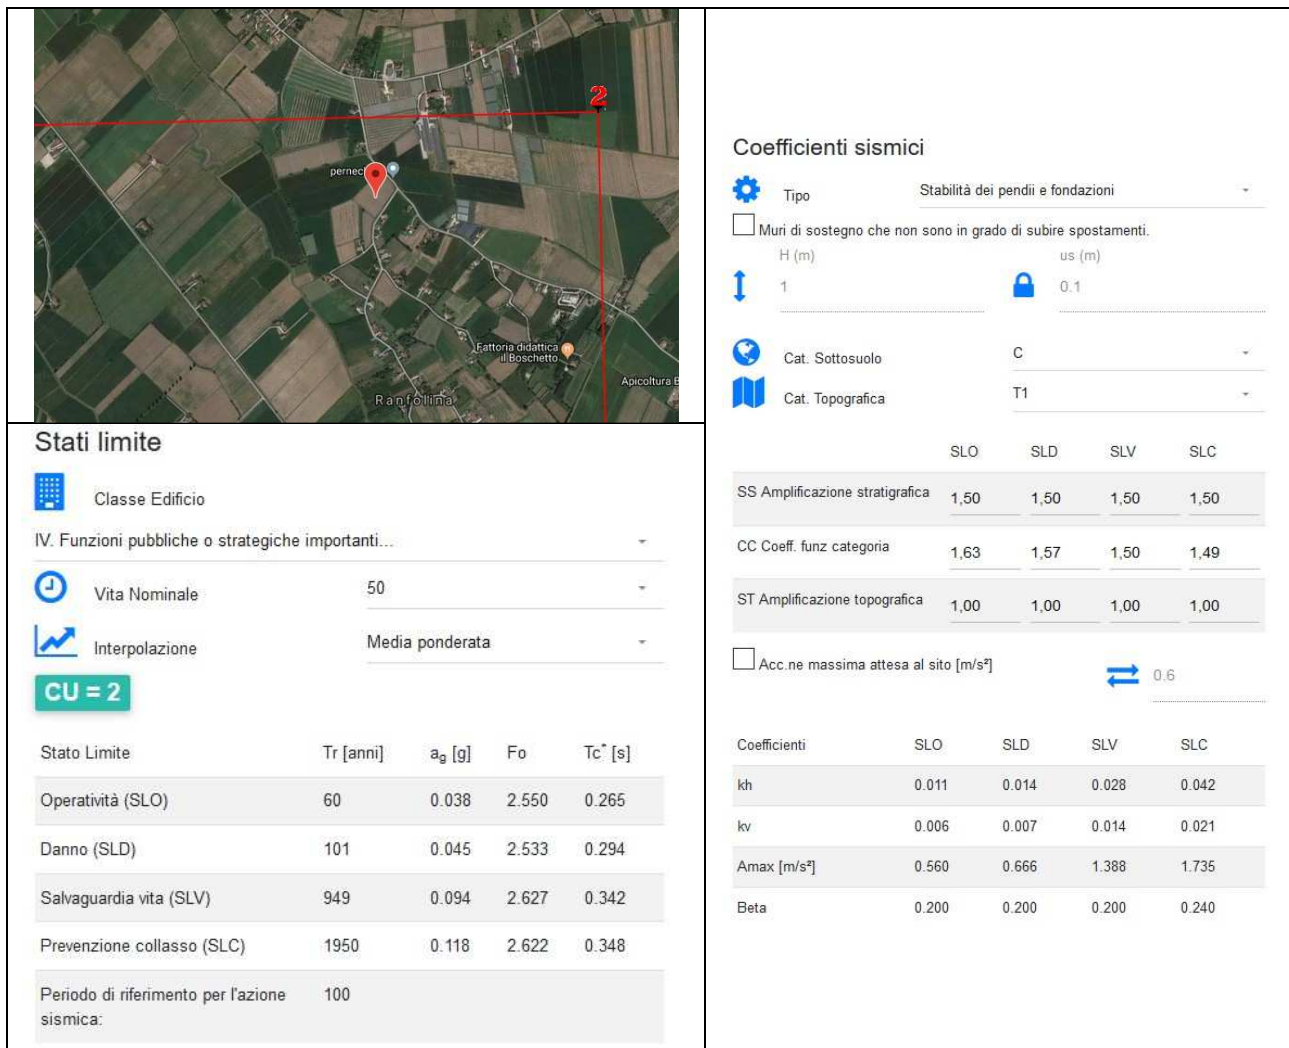 2
pernec
Fattoria didattica
il Boschetto
Apicoltura B
Ranfolina
Stati limite
Classe Edificio
IV. Funzioni pubbliche o strategiche importanti...
Vita Nominale 50
Interpolazione Media ponderata
CU = 2
Stato Limite Tr [anni] ag [g] Fo Tc* [s]
Operatività (SLO) 60 0.038 2.550 0.265
Danno (SLD) 101 0.045 2.533 0.294
Salvaguardia vita (SLV) 949 0.094 2.627 0.342
Prevenzione collasso (SLC) 1950 0.118 2.622 0.348
Periodo di riferimento per l'azione 100
sismica:
Coefficienti sismici
Tipo Stabilità dei pendii e fondazioni
Muri di sostegno che non sono in grado di subire spostamenti.
H (m) us (m)
1 0.1
Cat. Sottosuolo C
Cat. Topografica T1
SLO SLD SLV SLC
SS Amplificazione stratigrafica 1,50 1,50 1,50 1,50
CC Coeff. funz categoria 1,63 1,57 1,50 1,49
ST Amplificazione topografica 1,00 1,00 1,00 1,00
Acc.ne massima attesa al sito [m/s²] 0.6
Coefficienti SLO SLD SLV SLC
kh 0.011 0.014 0.028 0.042
kv 0.006 0.007 0.014 0.021
Amax [m/s²] 0.560 0.666 1.388 1.735
Beta 0.200 0.200 0.200 0.240